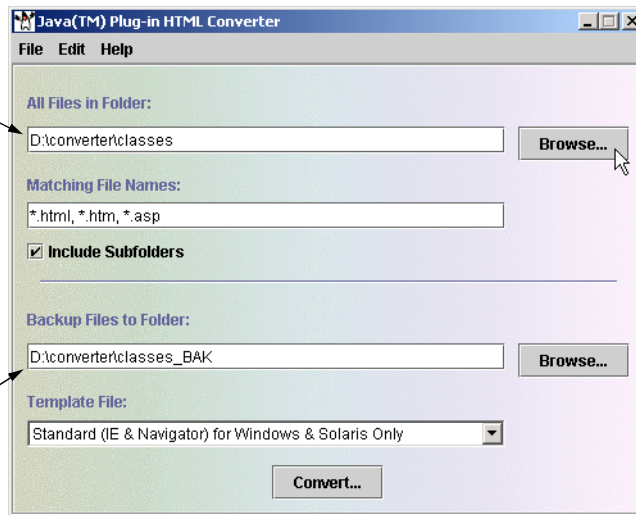 Java(TM) Plug-in HTML Converter
File Edit Help
All Files in Folder:
D:\converter\classes
Browse...
Matching File Names:
*.html, *.htm, *.asp
Include Subfolders
Backup Files to Folder:
D:\converter\classes_BAK
Browse...
Template File:
Standard (IE & Navigator) for Windows & Solaris Only
Convert...